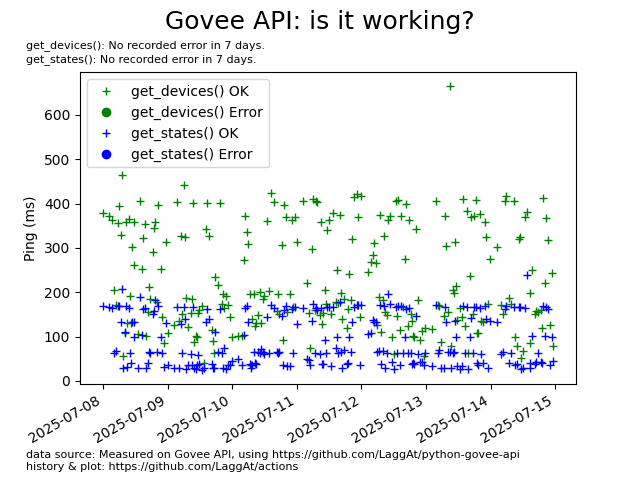 Govee API: is it working?
get_devices(): No recorded error in 7 days.
get_states(): No recorded error in 7 days.
get_devices() OK
get_devices() Error
get_states() OK
get_states() Error
Ping (ms)
600
500
400
300
200
100
0
2025-07-08
2025-07-09
2025-07-10
2025-07-11
2025-07-12
2025-07-13
2025-07-14
2025-07-15
data source: Measured on Govee API, using https://github.com/LaggAt/python-govee-api
history & plot: https://github.com/LaggAt/actions